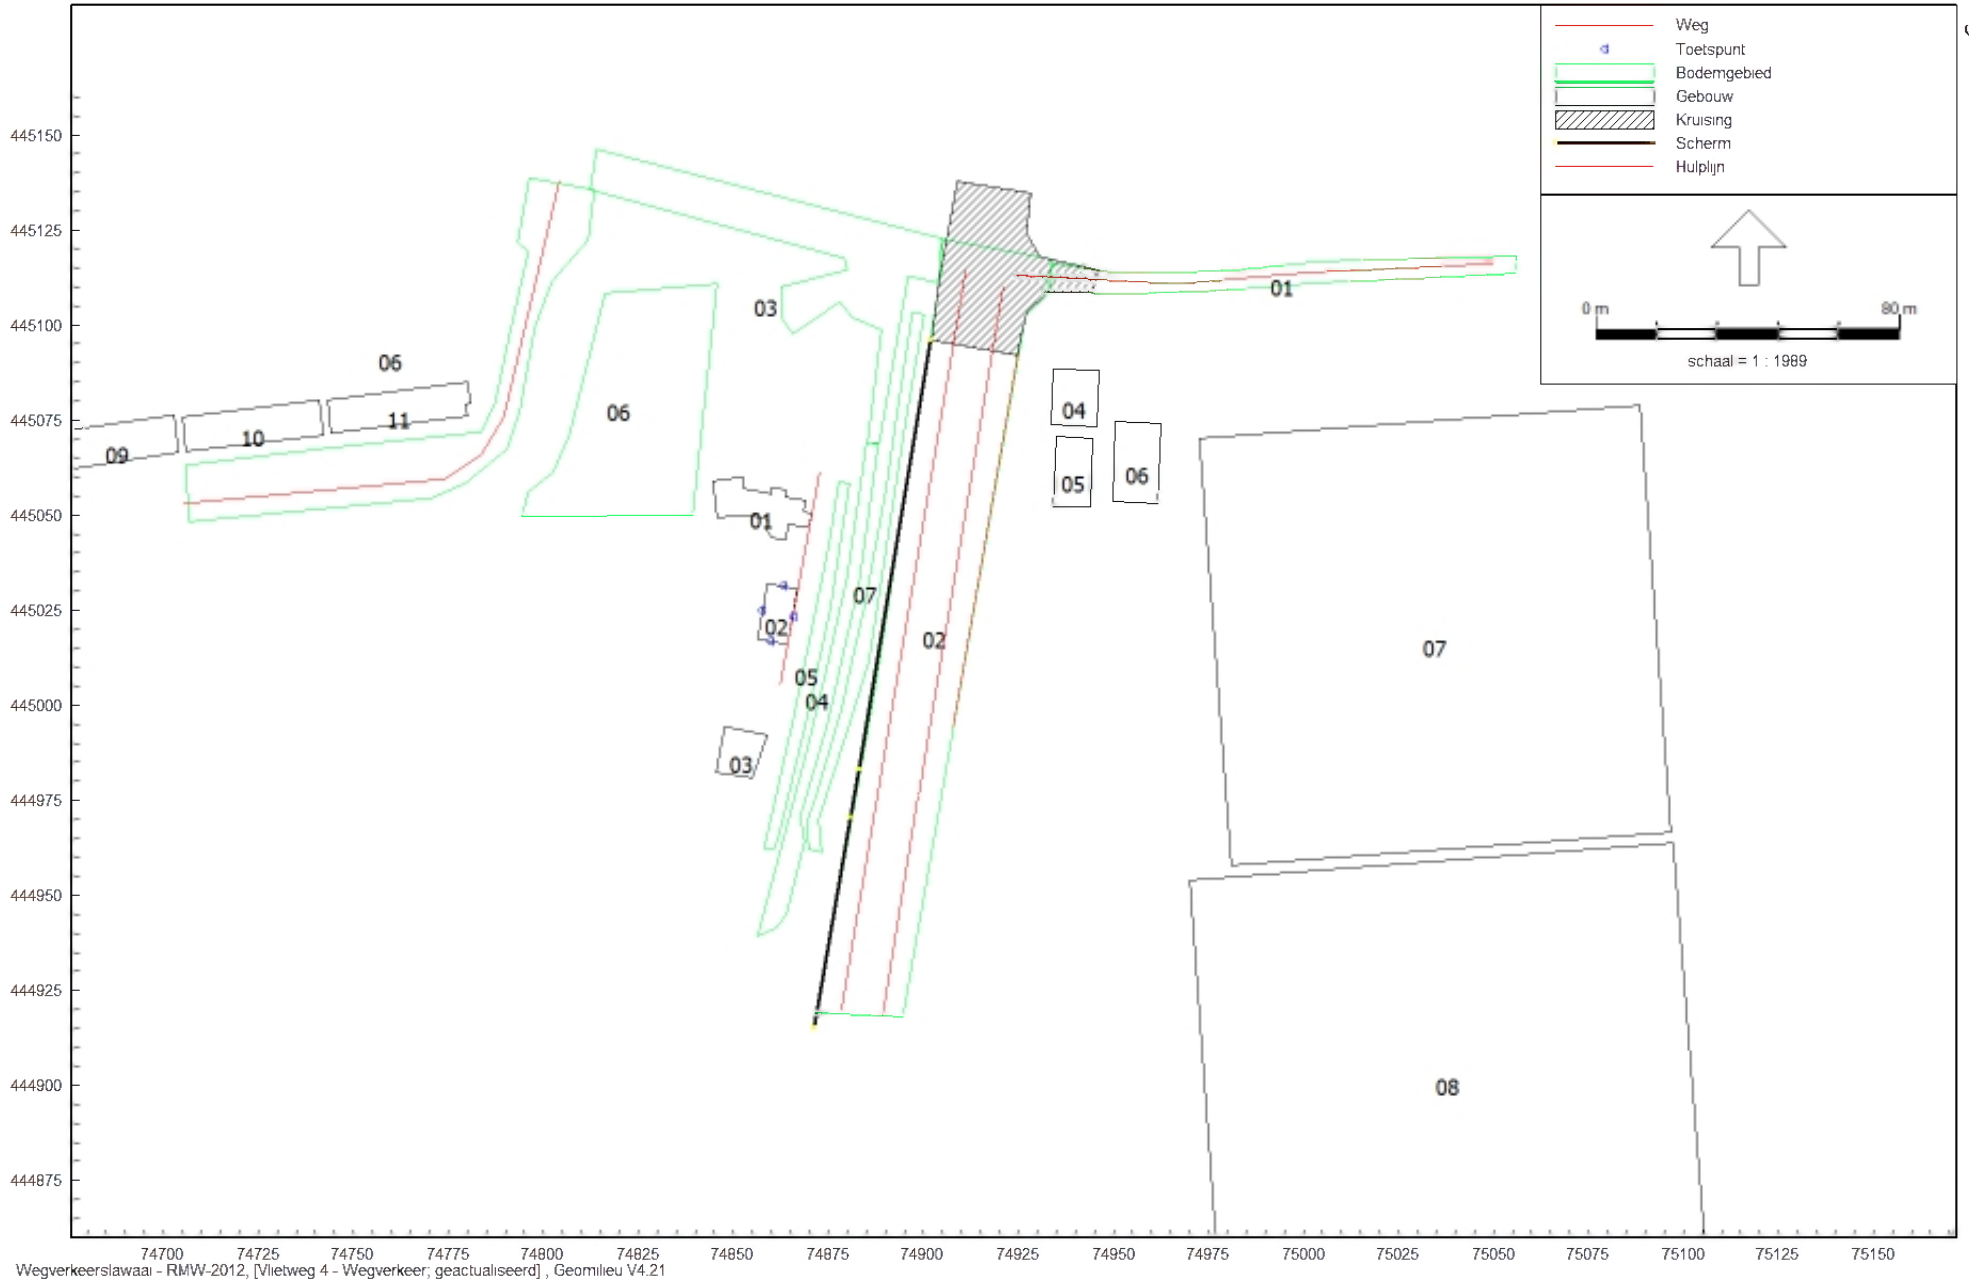 Weg
Toetspunt
Bodemgebied
Gebouw
Kruising
Scherm
Hulplijn
0 m 80 m
schaal = 1 : 1989
445150
445125
445100
445075
445050
445025
445000
444975
444950
444925
444900
444875
03
01
06
06
04
11
10
09
05
06
01
07
02
02
07
05
04
03
08
74700 74725 74750 74775 74800 74825 74850 74875 74900 74925 74950 74975 75000 75025 75050 75075 75100 75125 75150
Wegverkeerslawaai - RMW-2012, [Vlietweg 4 - Wegverkeer; geactualiseerd] , Geomilieu V4.21